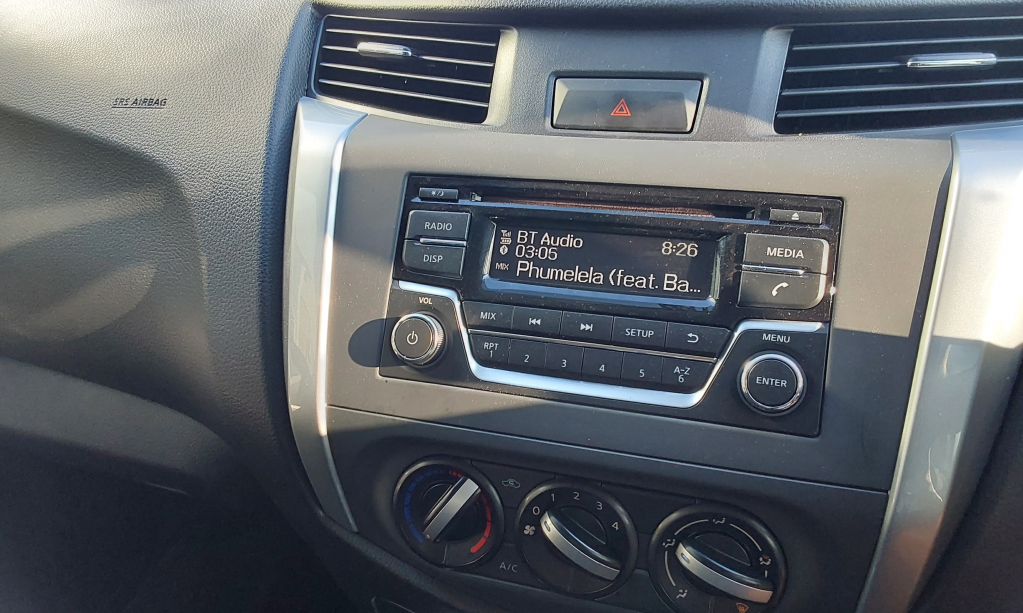 SRS AIRBAG
RADIO
DISP
BT Audio 8:26
03:05
MIX Phumelela (feat. Ba...
MEDIA
VOL
MIX
SETUP
MENU
RPT
1 2 3 4 5 6
A-Z
ENTER
0 1 2 3 4
A/C